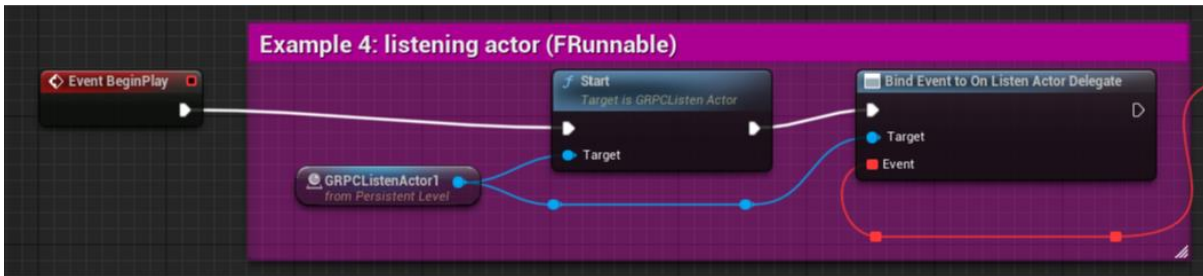 Example 4: listening actor (FRunnable)
Event BeginPlay
f Start
Target is GRPCListen Actor
Target
GRPCListenActor1
from Persistent Level
Bind Event to On Listen Actor Delegate
Target
Event